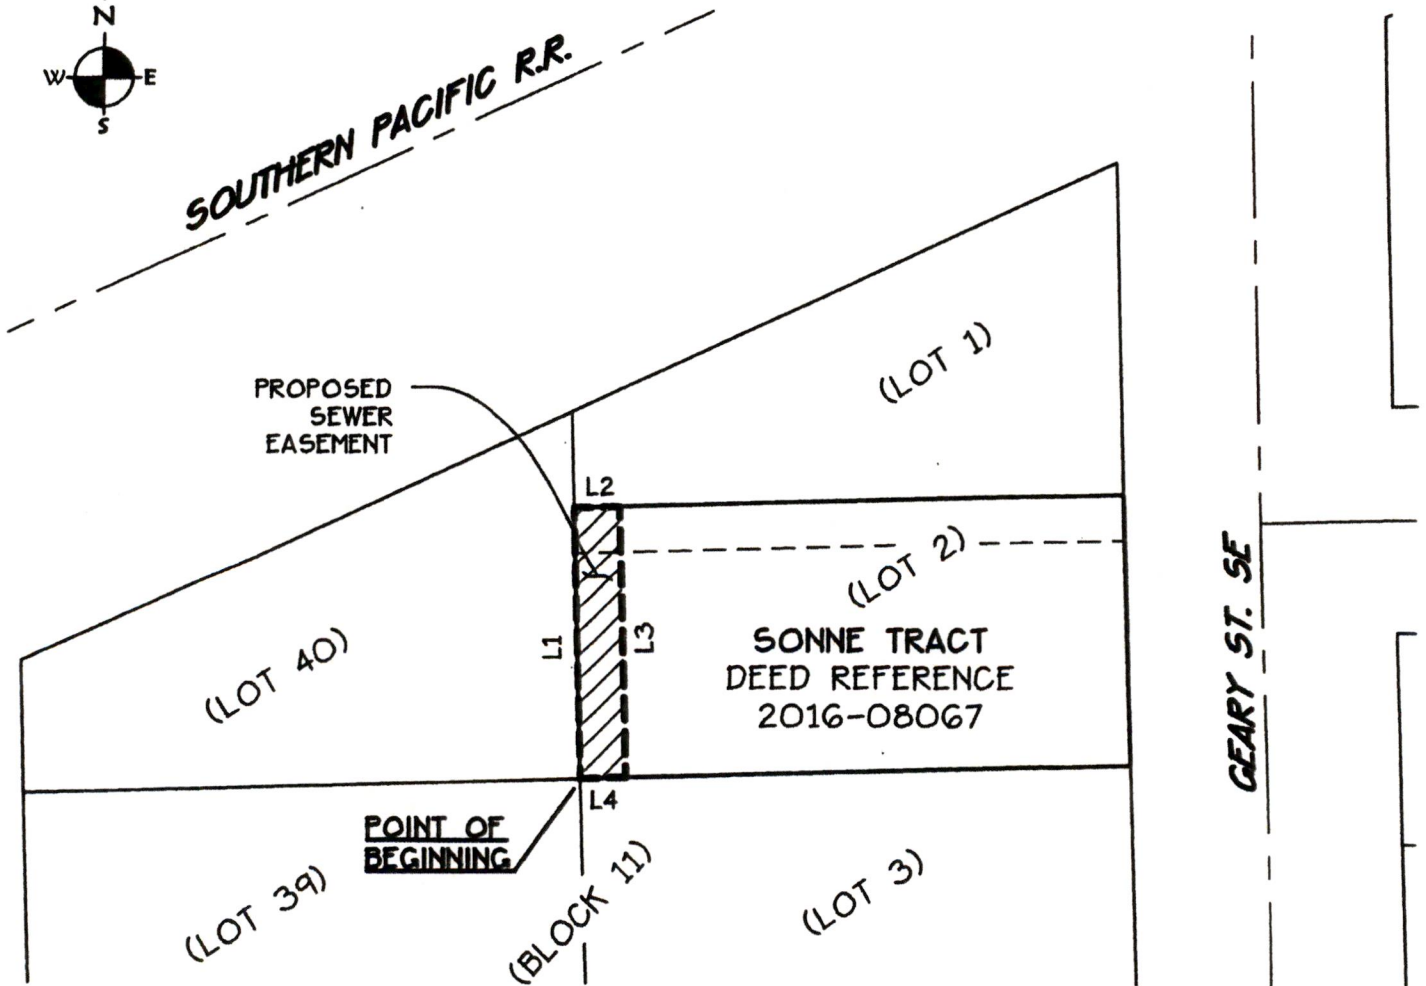 N
W E
S
SOUTHERN PACIFIC R.R.
(LOT 1)
PROPOSED
SEWER
EASEMENT
L2
(LOT 2)
L1
L3
SONNE TRACT
DEED REFERENCE
2016-08067
(LOT 40)
GEARY ST. SE
L4
POINT OF
BEGINNING
(LOT 39)
(BLOCK 11)
(LOT 3)